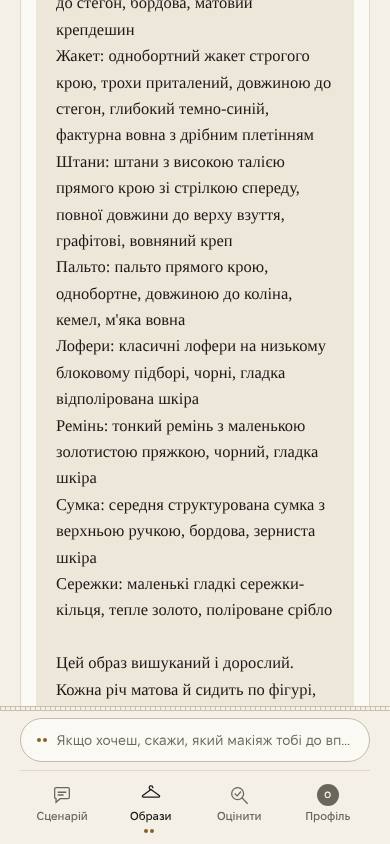 до стегон, бордова, матовий
крепдешин
Жакет: однобортний жакет строгого
крою, трохи приталений, довжиною до
стегон, глибокий темно-синій,
фактурна вовна з дрібним плетінням
Штани: штани з високою талією
прямого крою зі стрілкою спереду,
повної довжини до верху взуття,
графітові, вовняний креп
Пальто: пальто прямого крою,
однобортне, довжиною до коліна,
кемел, м'яка вовна
Лофери: класичні лофери на низькому
блоковому підборі, чорні, гладка
відполірована шкіра
Ремінь: тонкий ремінь з маленькою
золотистою пряжкою, чорний, гладка
шкіра
Сумка: середня структурована сумка з
верхньою ручкою, бордова, зерниста
шкіра
Сережки: маленькі гладкі сережки-
кільця, тепле золото, поліроване срібло
Цей образ вишуканий і дорослий.
Кожна річ матова й сидить по фігурі,
Якщо хочеш, скажи, який макіяж тобі до вп...
Сценарій
Образи
Оцінити
О
Профіль